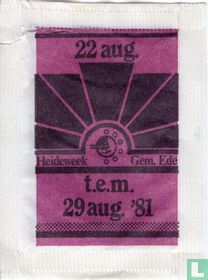 22 aug.
Heideweek Gem. Ede
t.e.m.
29 aug. '81